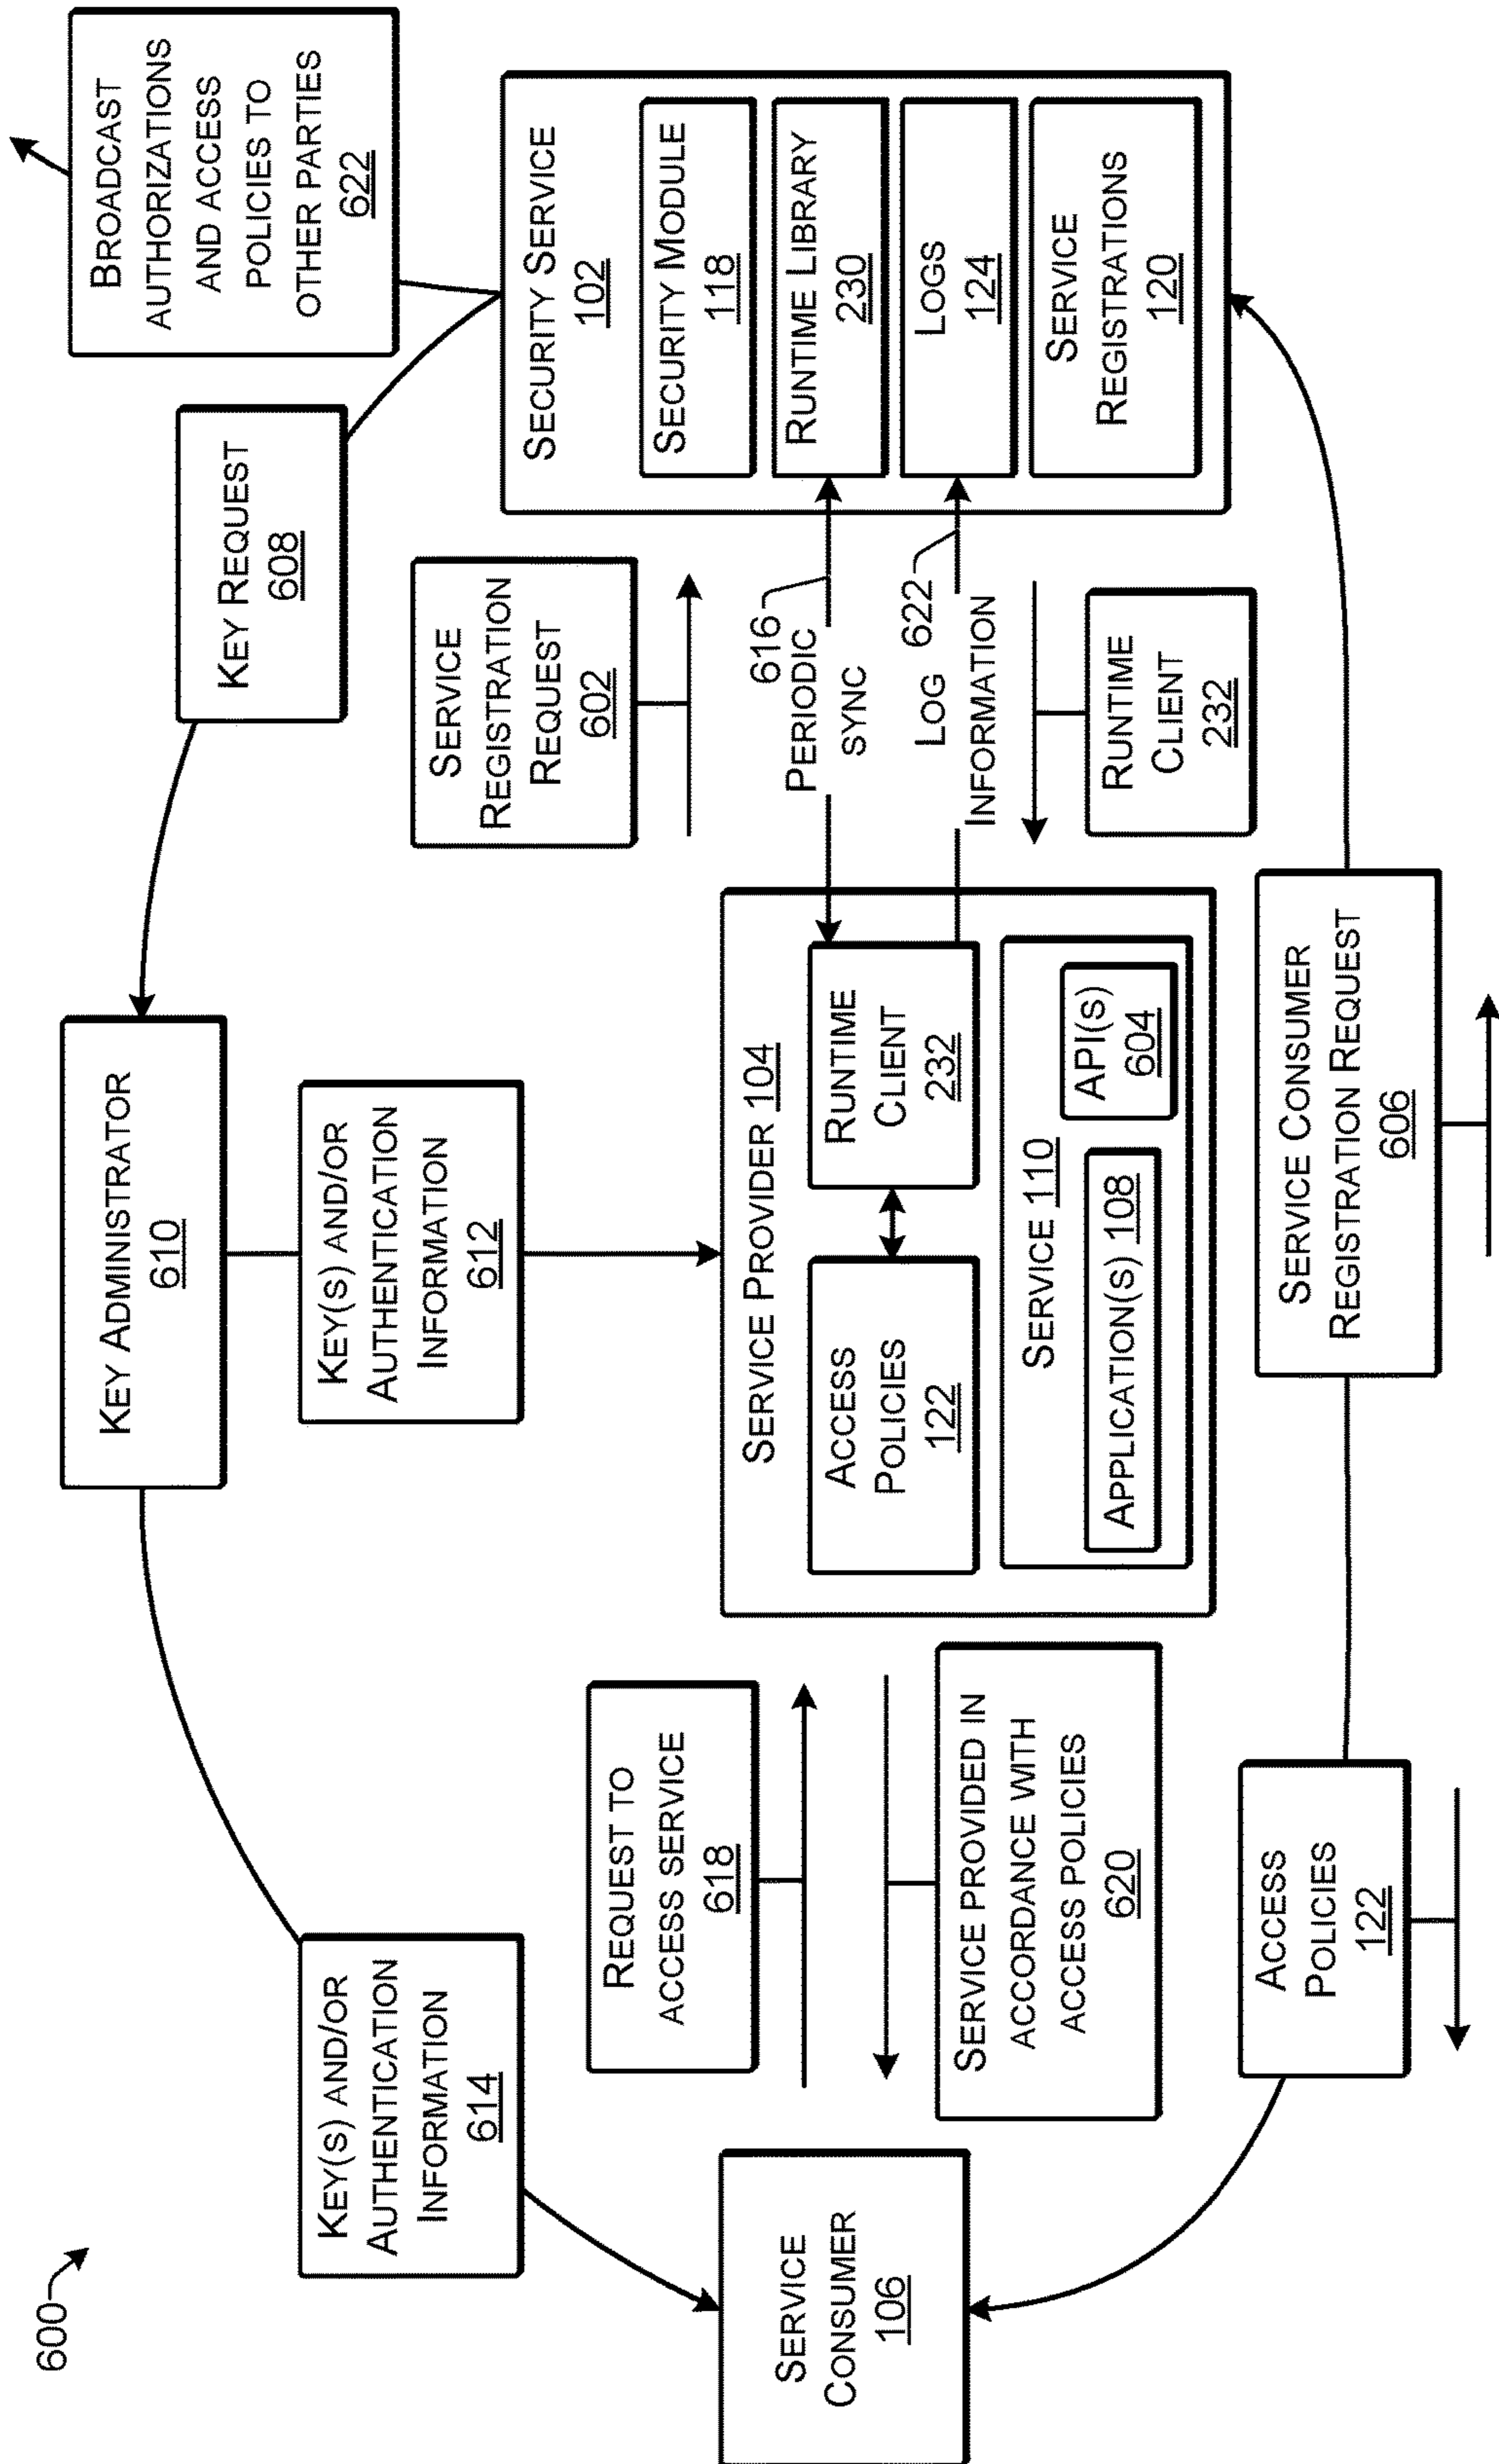 600
KEY ADMINISTRATOR
610
KEY REQUEST
608
BROADCAST
AUTHORIZATIONS
AND ACCESS
POLICIES TO
OTHER PARTIES
622
KEY(S) AND/OR
AUTHENTICATION
INFORMATION
614
KEY(S) AND/OR
AUTHENTICATION
INFORMATION
612
SERVICE
REGISTRATION
REQUEST
602
SECURITY SERVICE
102
SECURITY MODULE
118
RUNTIME LIBRARY
230
LOGS
124
SERVICE
REGISTRATIONS
120
SERVICE
CONSUMER
106
REQUEST TO
ACCESS SERVICE
618
SERVICE PROVIDED IN
ACCORDANCE WITH
ACCESS POLICIES
620
SERVICE PROVIDER 104
ACCESS
POLICIES
122
RUNTIME
CLIENT
232
SERVICE 110
APPLICATION(S) 108
API(S)
604
616
PERIODIC
SYNC
622
LOG
INFORMATION
RUNTIME
CLIENT
232
ACCESS
POLICIES
122
SERVICE CONSUMER
REGISTRATION REQUEST
606